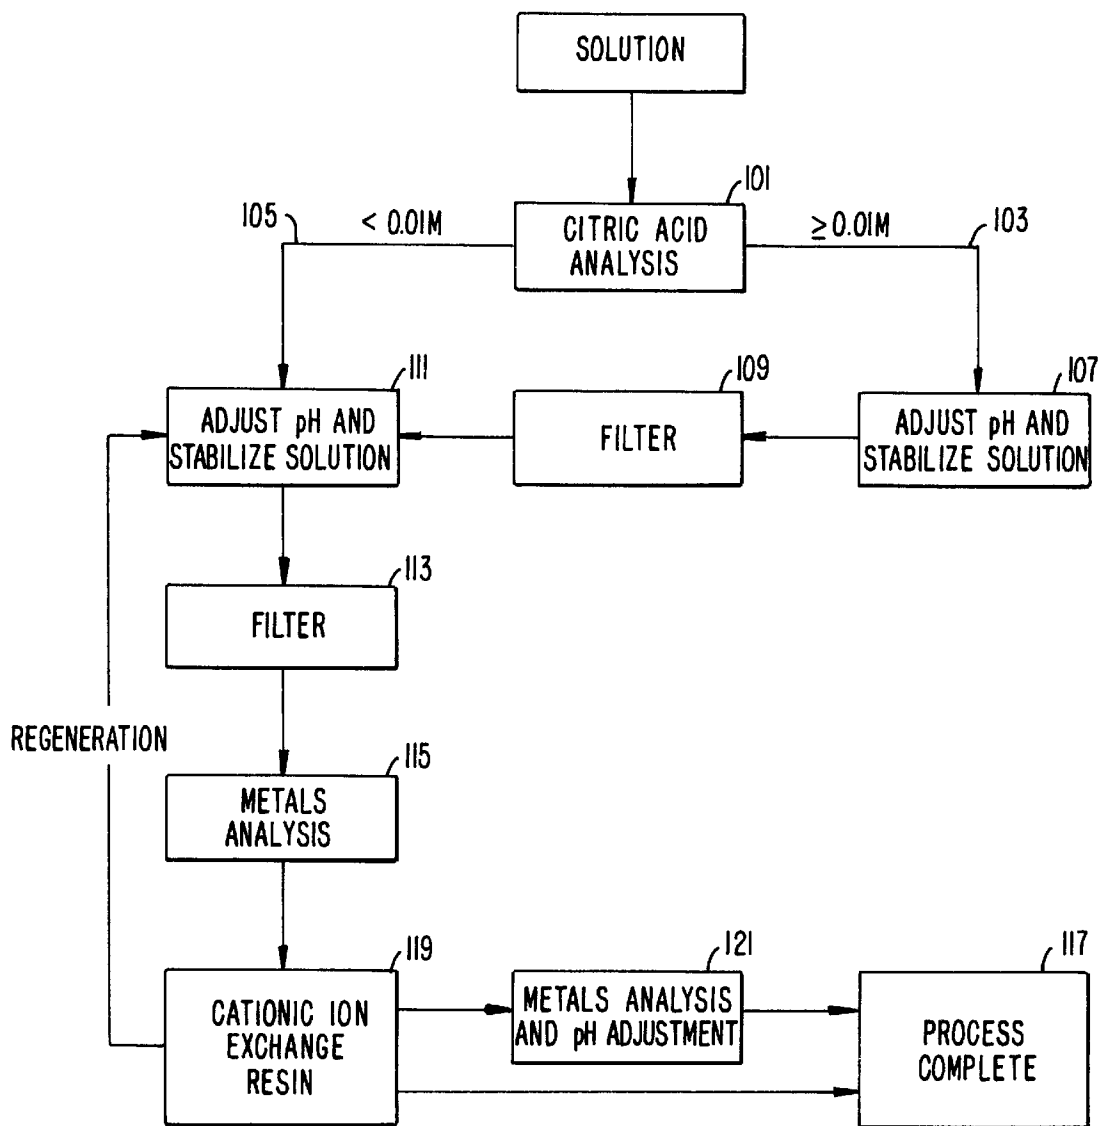 SOLUTION
101
105
< 0.01M
CITRIC ACID
ANALYSIS
≥ 0.01M
103
111
ADJUST pH AND
STABILIZE SOLUTION
109
FILTER
107
ADJUST pH AND
STABILIZE SOLUTION
113
FILTER
REGENERATION
115
METALS
ANALYSIS
119
CATIONIC ION
EXCHANGE
RESIN
121
METALS ANALYSIS
AND pH ADJUSTMENT
117
PROCESS
COMPLETE